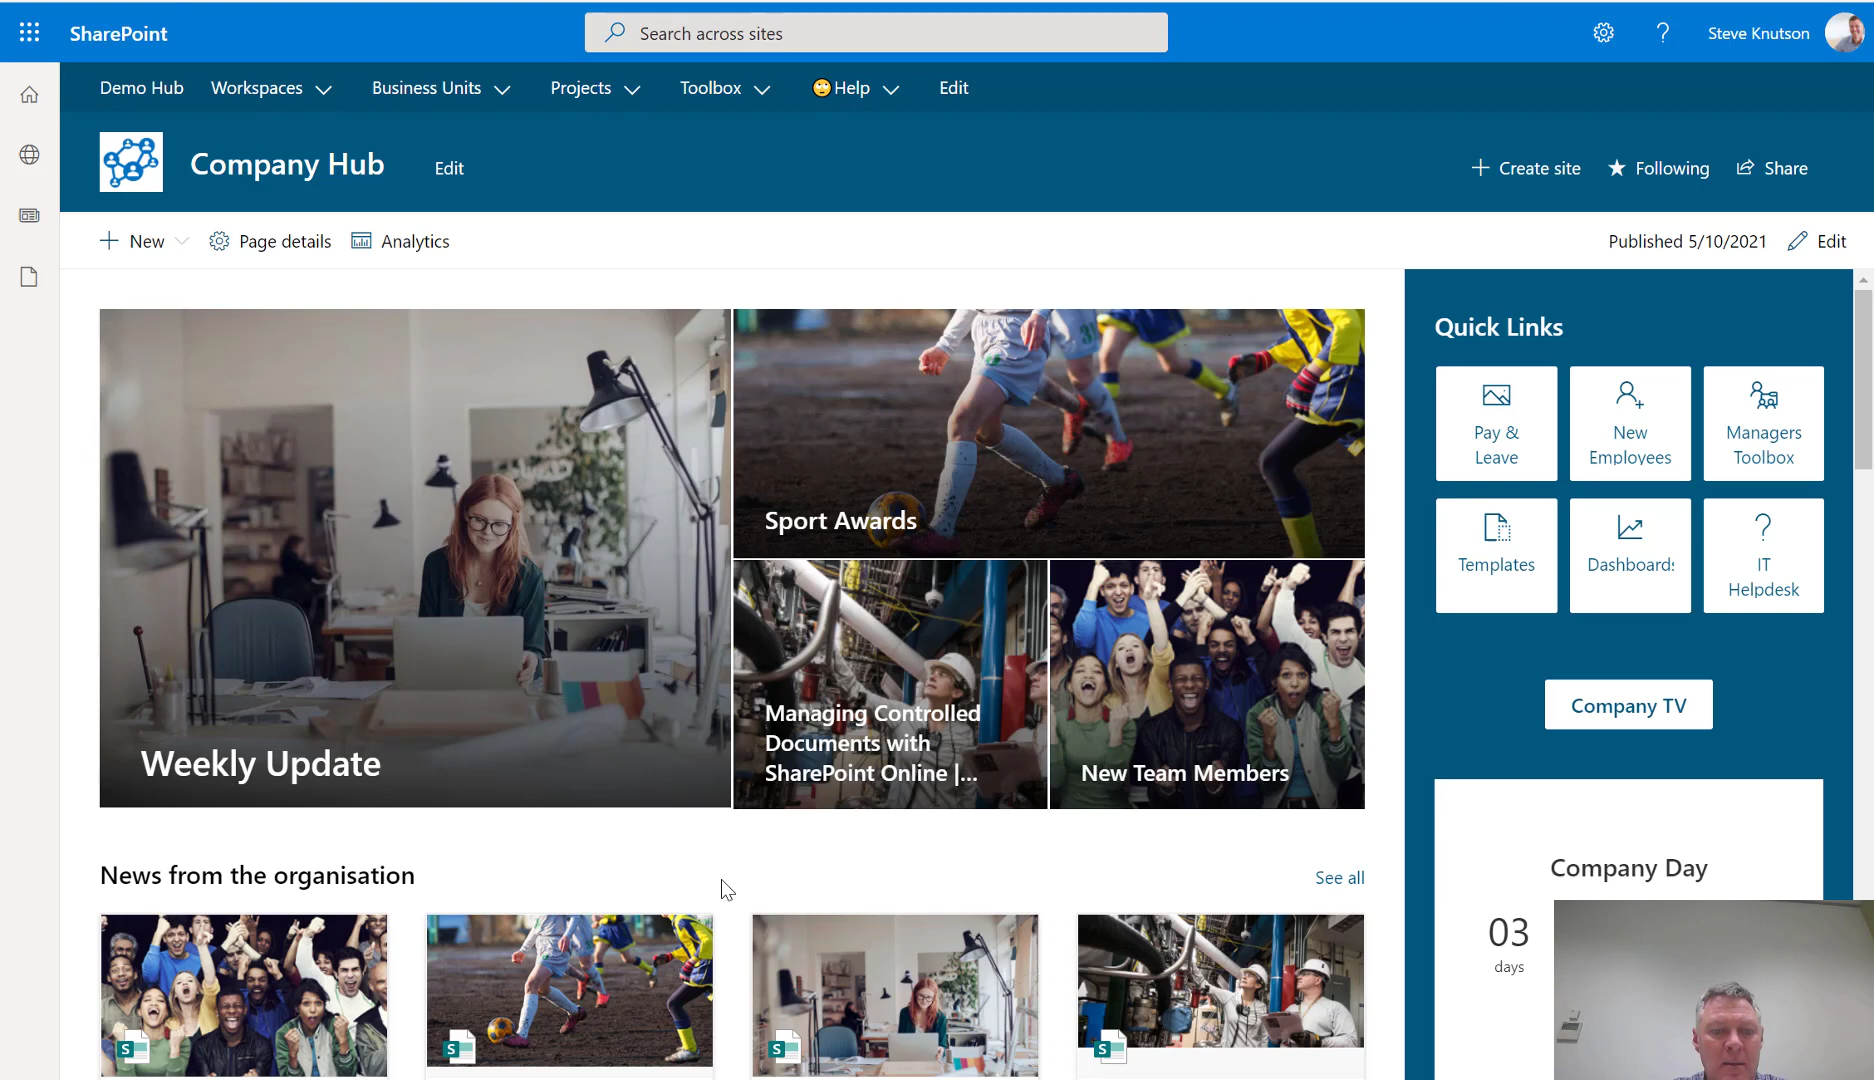 SharePoint
Search across sites
Steve Knutson
Demo Hub Workspaces Business Units Projects Toolbox 🙄Help Edit
Company Hub Edit
Create site Following Share
New Page details Analytics
Published 5/10/2021 Edit
Weekly Update
Sport Awards
Managing Controlled
Documents with
SharePoint Online |...
New Team Members
Quick Links
Pay &
Leave
New
Employees
Managers
Toolbox
Templates
Dashboards
IT
Helpdesk
Company TV
Company Day
03
days
News from the organisation
See all
S
S
S
S